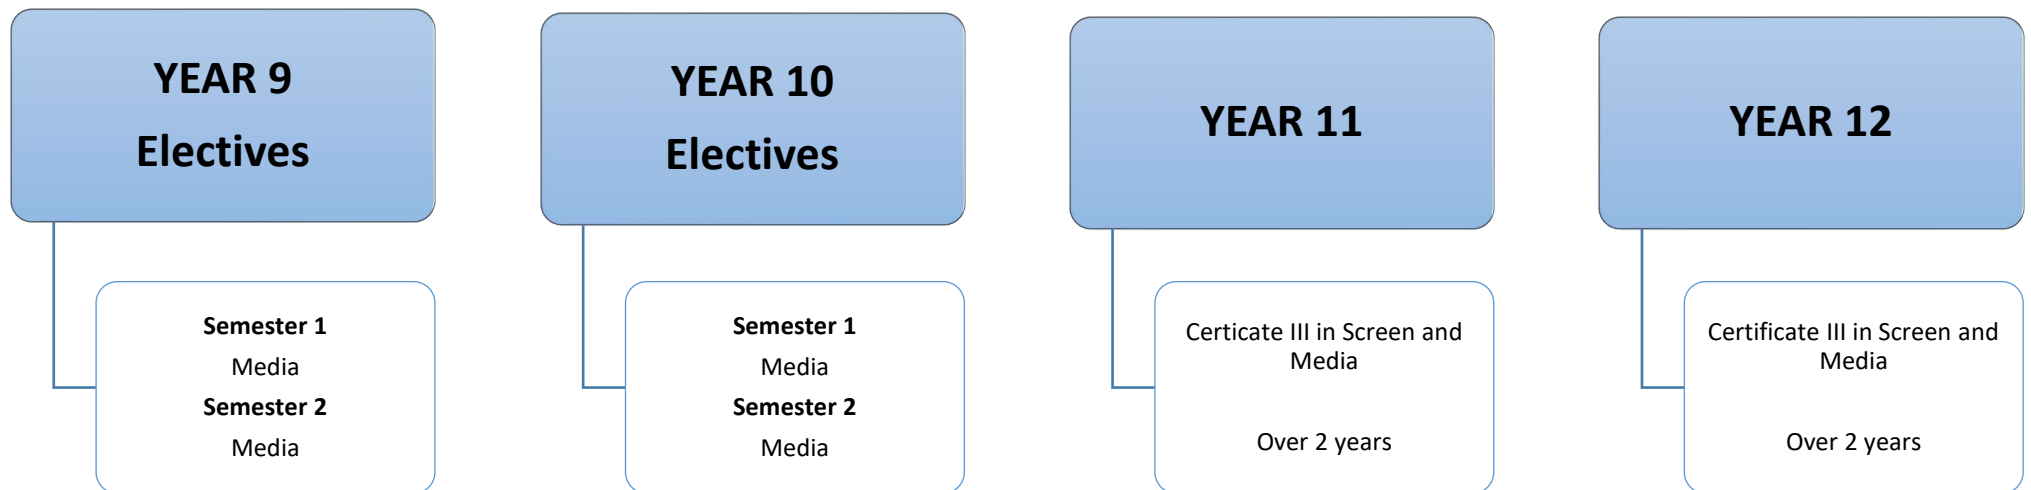 YEAR 9
Electives
Semester 1
Media
Semester 2
Media
YEAR 10
Electives
Semester 1
Media
Semester 2
Media
YEAR 11
Certicate III in Screen and
Media
Over 2 years
YEAR 12
Certificate III in Screen and
Media
Over 2 years